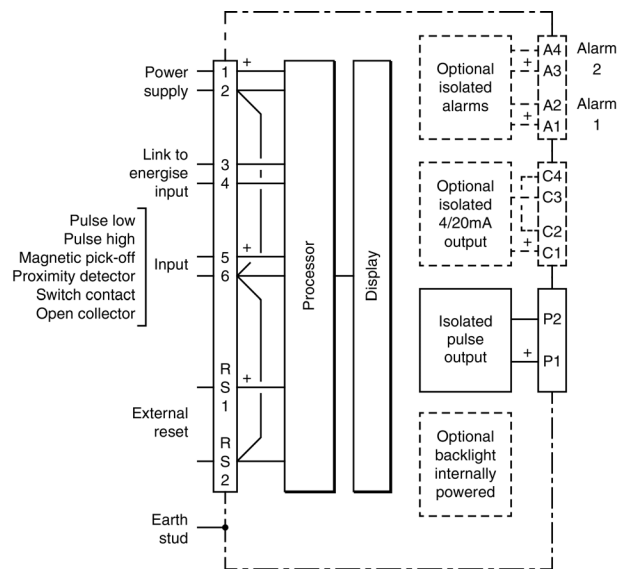 Power
supply
Link to
energise
input
Pulse low
Pulse high
Magnetic pick-off
Proximity detector
Switch contact
Open collector
Input
External
reset
Earth
stud
1
+
2
3
4
5
+
6
R
S
1
+
R
S
2
Processor
Display
Optional
isolated
alarms
A4
+
A3
A2
+
A1
Alarm
2
Alarm
1
Optional
isolated
4/20mA
output
C4
C3
C2
+
C1
Isolated
pulse
output
P2
+
P1
Optional
backlight
internally
powered